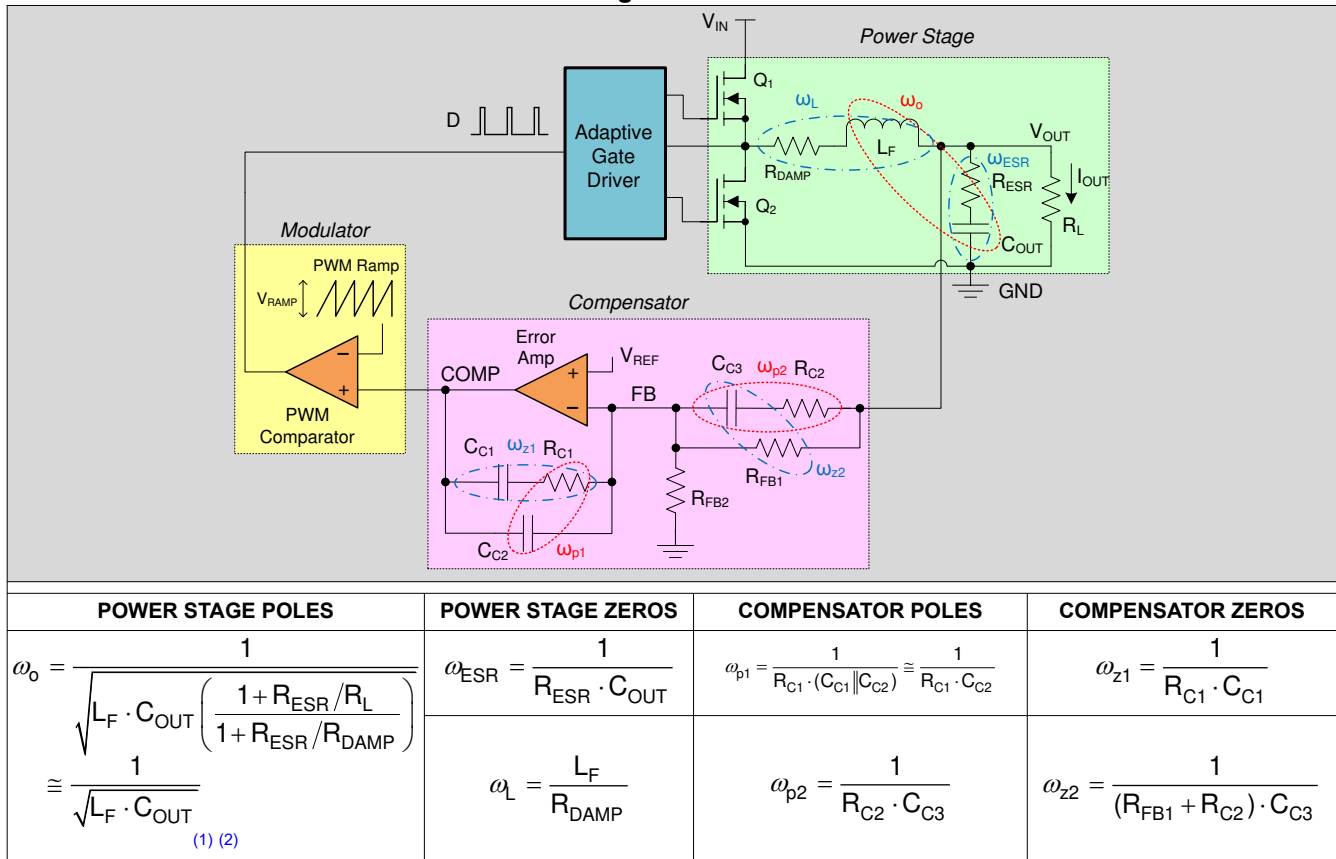 V_IN
Power Stage
Q_1
ω_L
ω_o
D
Adaptive
Gate
Driver
V_OUT
L_F
R_DAMP
ω_ESR
R_ESR
I_OUT
Q_2
R_L
C_OUT
Modulator
PWM Ramp
V_RAMP
GND
Compensator
Error
Amp
V_REF
C_C3
ω_p2
R_C2
COMP
FB
−
+
+
−
PWM
Comparator
C_C1
ω_z1
R_C1
R_FB1
ω_z2
R_FB2
C_C2
ω_p1
POWER STAGE POLES
POWER STAGE ZEROS
COMPENSATOR POLES
COMPENSATOR ZEROS
ω_o = 1 / √(L_F · C_OUT ((1 + R_ESR/R_L) / (1 + R_ESR/R_DAMP)))
≅ 1 / √(L_F · C_OUT)
(1) (2)
ω_ESR = 1 / (R_ESR · C_OUT)
ω_p1 = 1 / (R_C1 · (C_C1‖C_C2)) ≅ 1 / (R_C1 · C_C2)
ω_z1 = 1 / (R_C1 · C_C1)
ω_L = L_F / R_DAMP
ω_p2 = 1 / (R_C2 · C_C3)
ω_z2 = 1 / ((R_FB1 + R_C2) · C_C3)